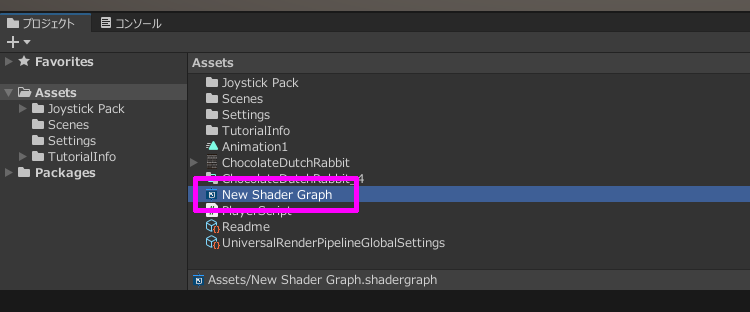 プロジェクト コンソール
Favorites
Assets
Joystick Pack
Scenes
Settings
TutorialInfo
Packages
Assets
Joystick Pack
Scenes
Settings
TutorialInfo
Animation1
ChocolateDutchRabbit
ChocolateDutchRabbit_4
New Shader Graph
PlayerScript
Readme
UniversalRenderPipelineGlobalSettings
Assets/New Shader Graph.shadergraph